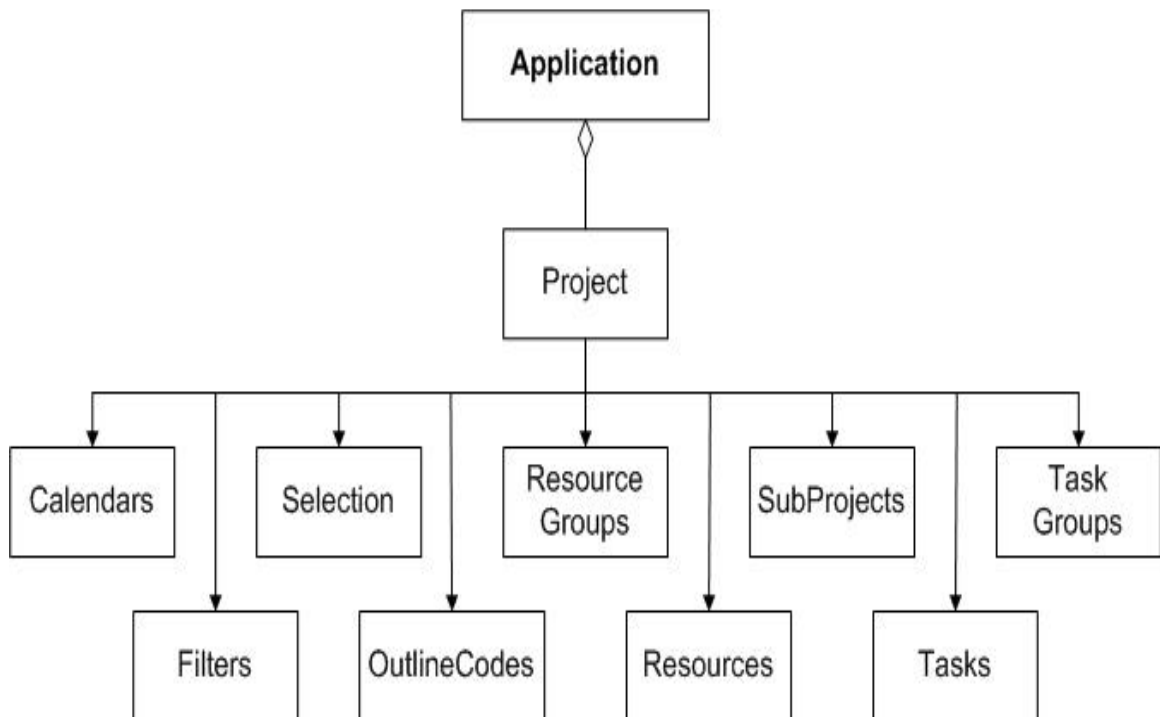 Application
Project
Calendars
Selection
Resource
Groups
SubProjects
Task
Groups
Filters
OutlineCodes
Resources
Tasks